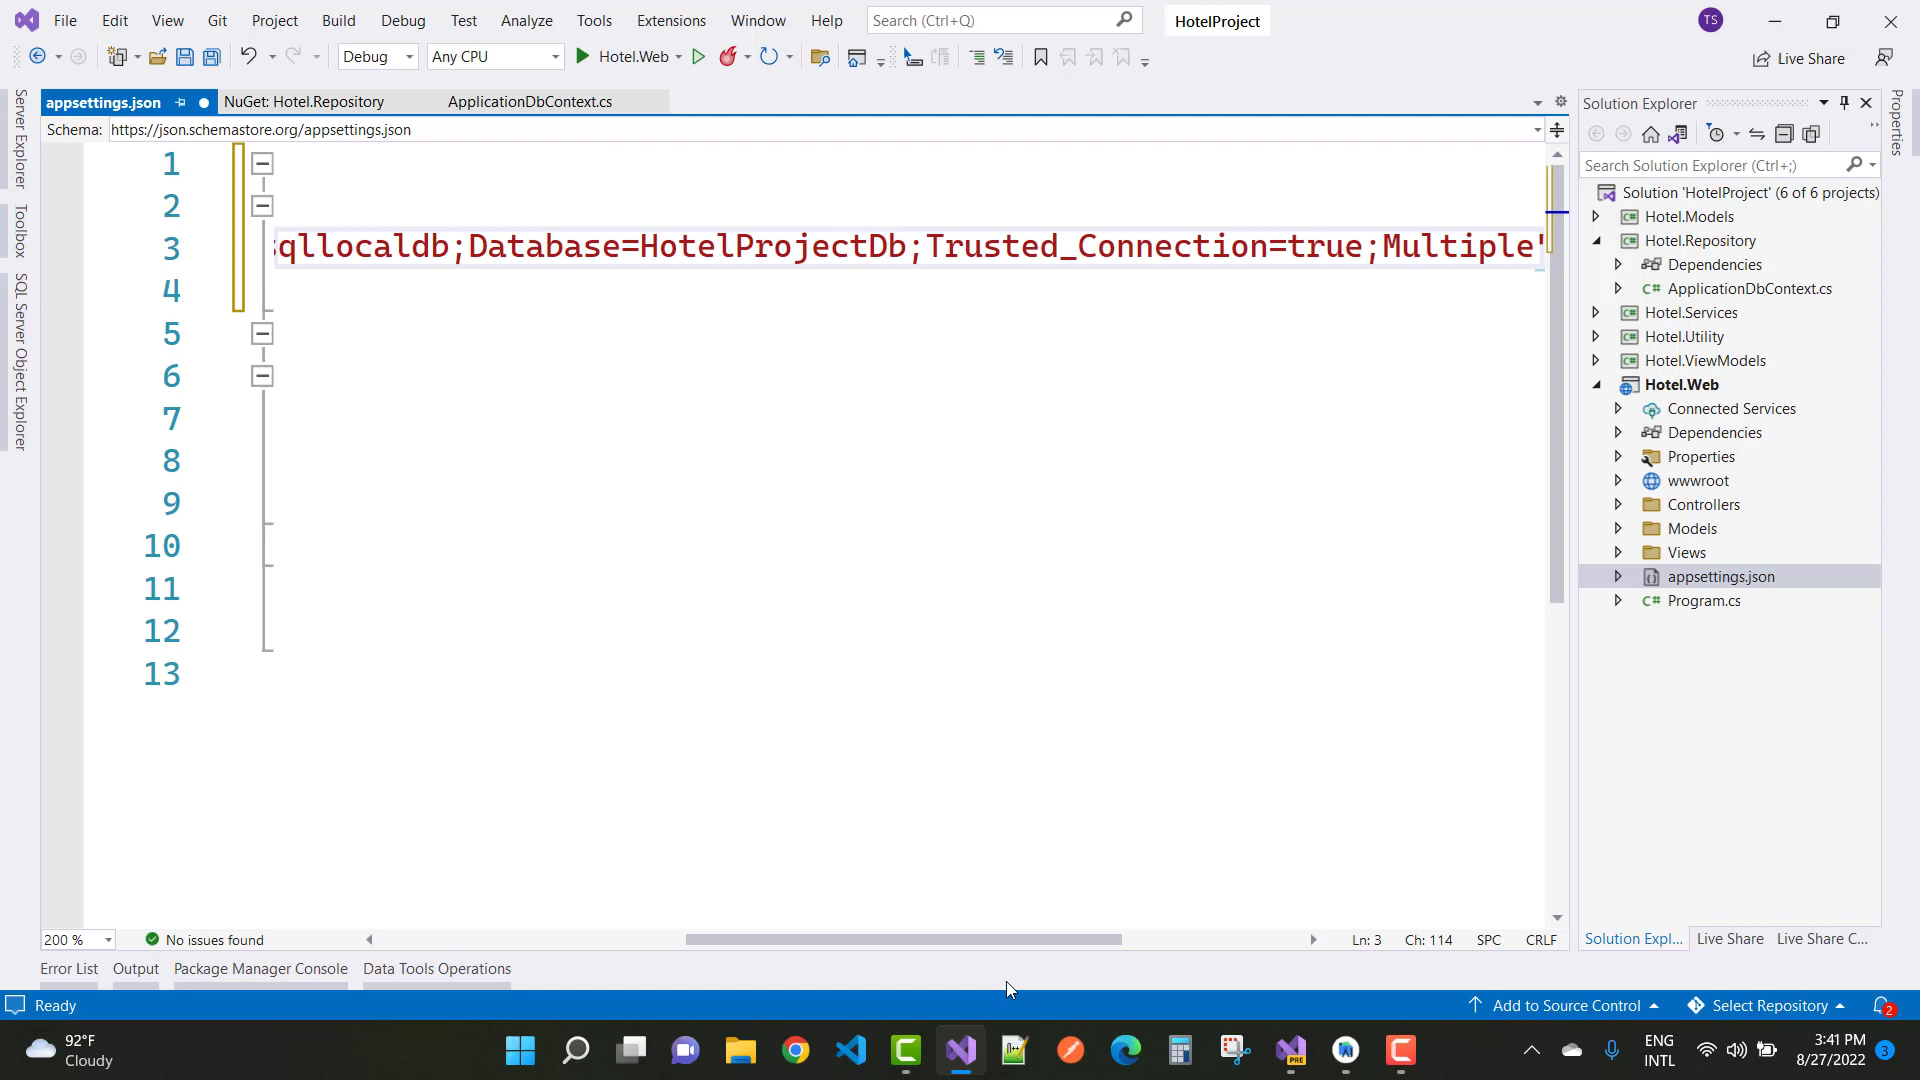 File Edit View Git Project Build Debug Test Analyze Tools Extensions Window Help Search (Ctrl+Q) HotelProject TS
Debug Any CPU Hotel.Web Live Share
appsettings.json NuGet: Hotel.Repository ApplicationDbContext.cs
Schema: https://json.schemastore.org/appsettings.json
1
2
3 qllocaldb;Database=HotelProjectDb;Trusted_Connection=true;Multiple"
4
5
6
7
8
9
10
11
12
13
200 % No issues found Ln: 3 Ch: 114 SPC CRLF
Error List Output Package Manager Console Data Tools Operations
Server Explorer
Toolbox
SQL Server Object Explorer
Solution Explorer
Search Solution Explorer (Ctrl+;)
Solution 'HotelProject' (6 of 6 projects)
Hotel.Models
Hotel.Repository
Dependencies
C# ApplicationDbContext.cs
Hotel.Services
Hotel.Utility
Hotel.ViewModels
Hotel.Web
Connected Services
Dependencies
Properties
wwwroot
Controllers
Models
Views
appsettings.json
C# Program.cs
Solution Expl... Live Share Live Share C...
Properties
Ready Add to Source Control Select Repository 2
92°F
Cloudy
PRE
ENG
INTL
3:41 PM
8/27/2022
3